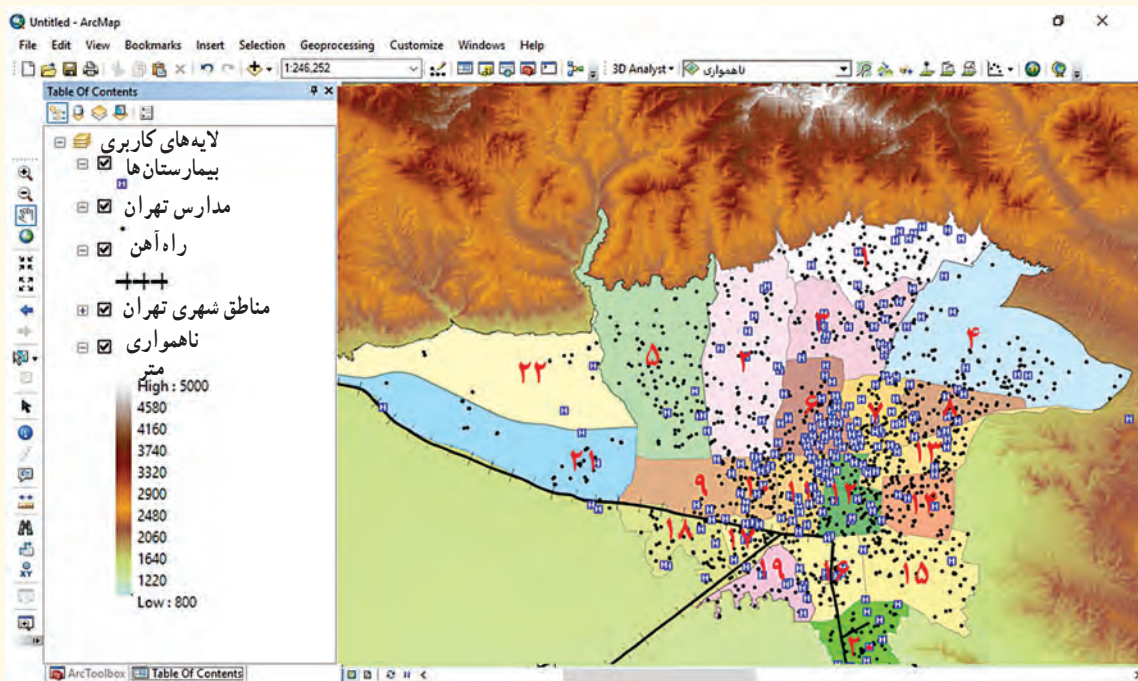 Untitled - ArcMap
File Edit View Bookmarks Insert Selection Geoprocessing Customize Windows Help
1:246,252
3D Analyst
ناهمواری
Table Of Contents
لایه‌های کاربری
بیمارستان‌ها
H
مدارس تهران
راه‌آهن
مناطق شهری تهران
ناهمواری
متر
High : 5000
4580
4160
3740
3320
2900
2480
2060
1640
1220
Low : 800
ArcToolbox
Table Of Contents
۱
۳
۴
۲
۵
۲۲
۶
۷
۸
۱۳
۲۱
۹
۱۰
۱۱
۱۲
۱۴
۱۸
۱۷
۱۹
۱۶
۱۵
۲۰